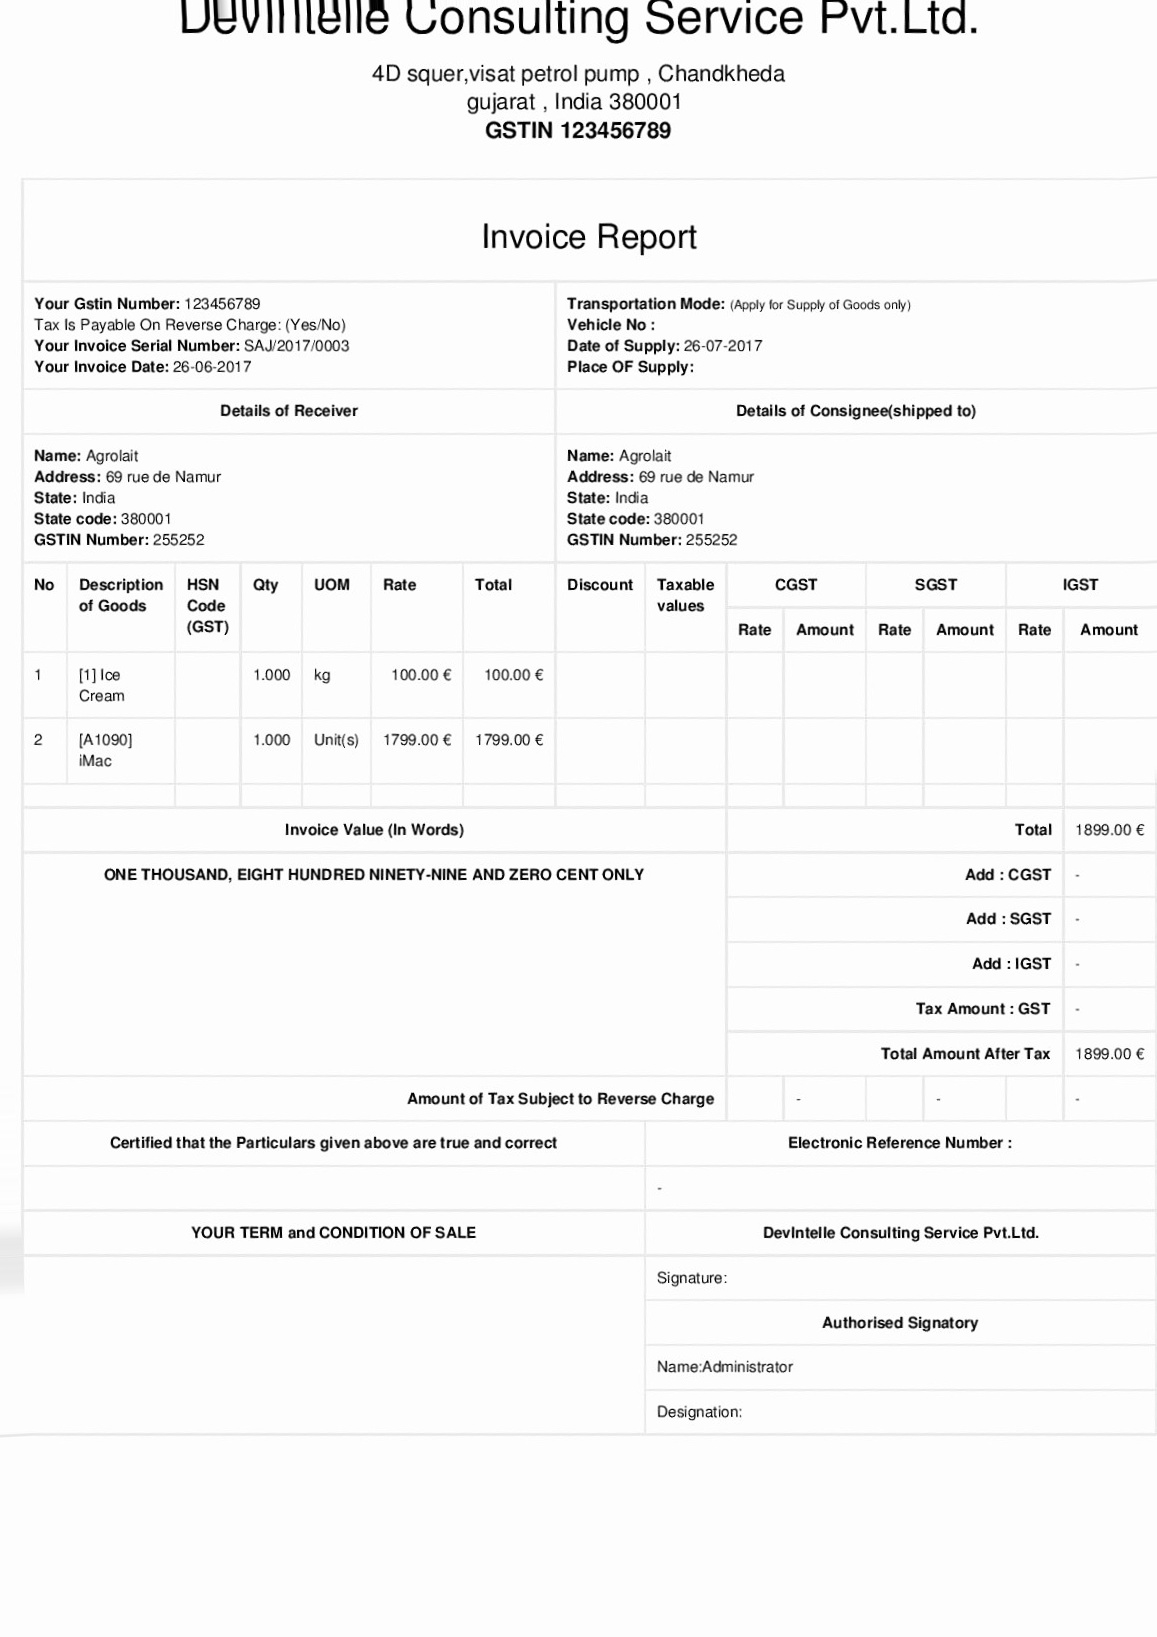 DevIntelle Consulting Service Pvt.Ltd.
4D squer,visat petrol pump , Chandkheda
gujarat , India 380001
GSTIN 123456789
Invoice Report
Your Gstin Number: 123456789
Tax Is Payable On Reverse Charge: (Yes/No)
Your Invoice Serial Number: SAJ/2017/0003
Your Invoice Date: 26-06-2017
Transportation Mode: (Apply for Supply of Goods only)
Vehicle No :
Date of Supply: 26-07-2017
Place OF Supply:
Details of Receiver
Details of Consignee(shipped to)
Name: Agrolait
Address: 69 rue de Namur
State: India
State code: 380001
GSTIN Number: 255252
Name: Agrolait
Address: 69 rue de Namur
State: India
State code: 380001
GSTIN Number: 255252
No Description of Goods HSN Code (GST) Qty UOM Rate Total Discount Taxable values CGST SGST IGST
Rate Amount Rate Amount Rate Amount
1 [1] Ice Cream 1.000 kg 100.00 € 100.00 €
2 [A1090] iMac 1.000 Unit(s) 1799.00 € 1799.00 €
Invoice Value (In Words) Total 1899.00 €
ONE THOUSAND, EIGHT HUNDRED NINETY-NINE AND ZERO CENT ONLY
Add : CGST -
Add : SGST -
Add : IGST -
Tax Amount : GST -
Total Amount After Tax 1899.00 €
Amount of Tax Subject to Reverse Charge - - -
Certified that the Particulars given above are true and correct
Electronic Reference Number :
-
YOUR TERM and CONDITION OF SALE
DevIntelle Consulting Service Pvt.Ltd.
Signature:
Authorised Signatory
Name:Administrator
Designation: